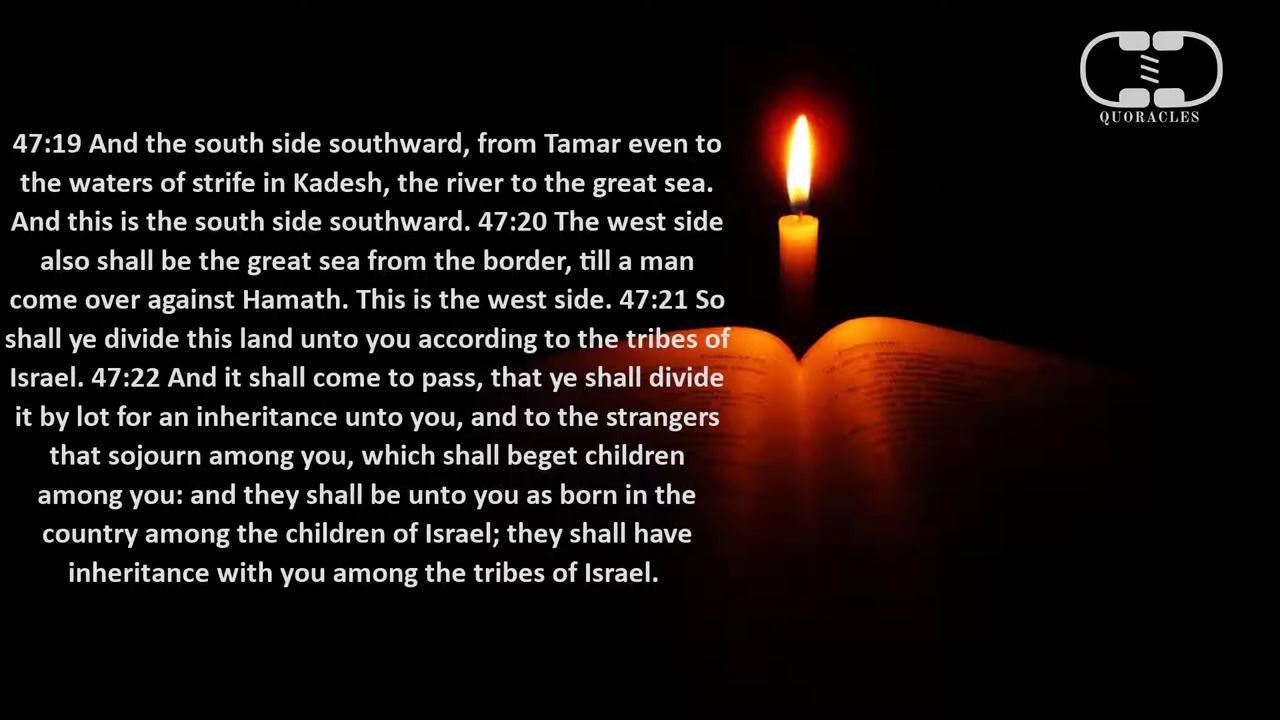 QUORACLES
47:19 And the south side southward, from Tamar even to
the waters of strife in Kadesh, the river to the great sea.
And this is the south side southward. 47:20 The west side
also shall be the great sea from the border, till a man
come over against Hamath. This is the west side. 47:21 So
shall ye divide this land unto you according to the tribes of
Israel. 47:22 And it shall come to pass, that ye shall divide
it by lot for an inheritance unto you, and to the strangers
that sojourn among you, which shall beget children
among you: and they shall be unto you as born in the
country among the children of Israel; they shall have
inheritance with you among the tribes of Israel.